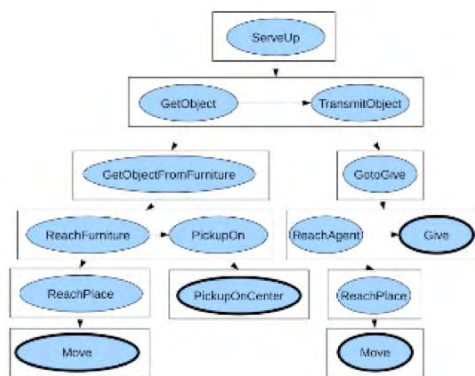 ServeUp
GetObject TransmitObject
GetObjectFromFurniture GotoGive
ReachFurniture PickupOn ReachAgent Give
ReachPlace PickupOnCenter ReachPlace
Move Move